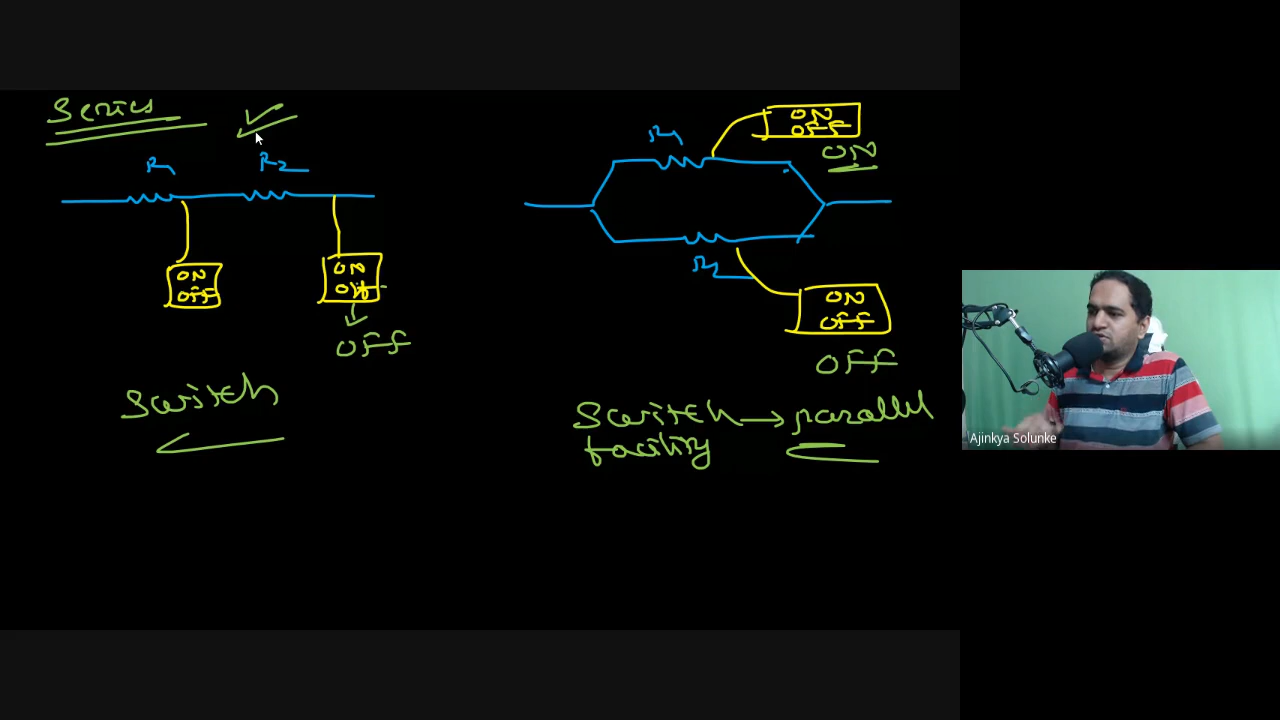 Series
R1
R2
ON
OFF
ON
OFF
OFF
Switch
R1
ON
OFF
ON
R2
ON
OFF
OFF
Switch → parallel
facility
Ajinkya Solunke